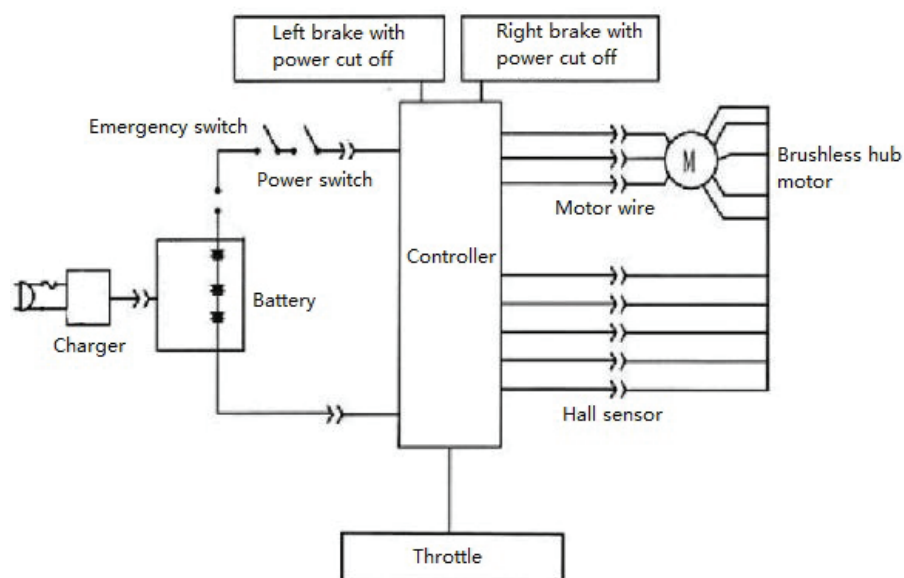 Left brake with
power cut off
Right brake with
power cut off
Emergency switch
Power switch
M
Brushless hub
motor
Motor wire
Controller
Battery
Charger
Hall sensor
Throttle